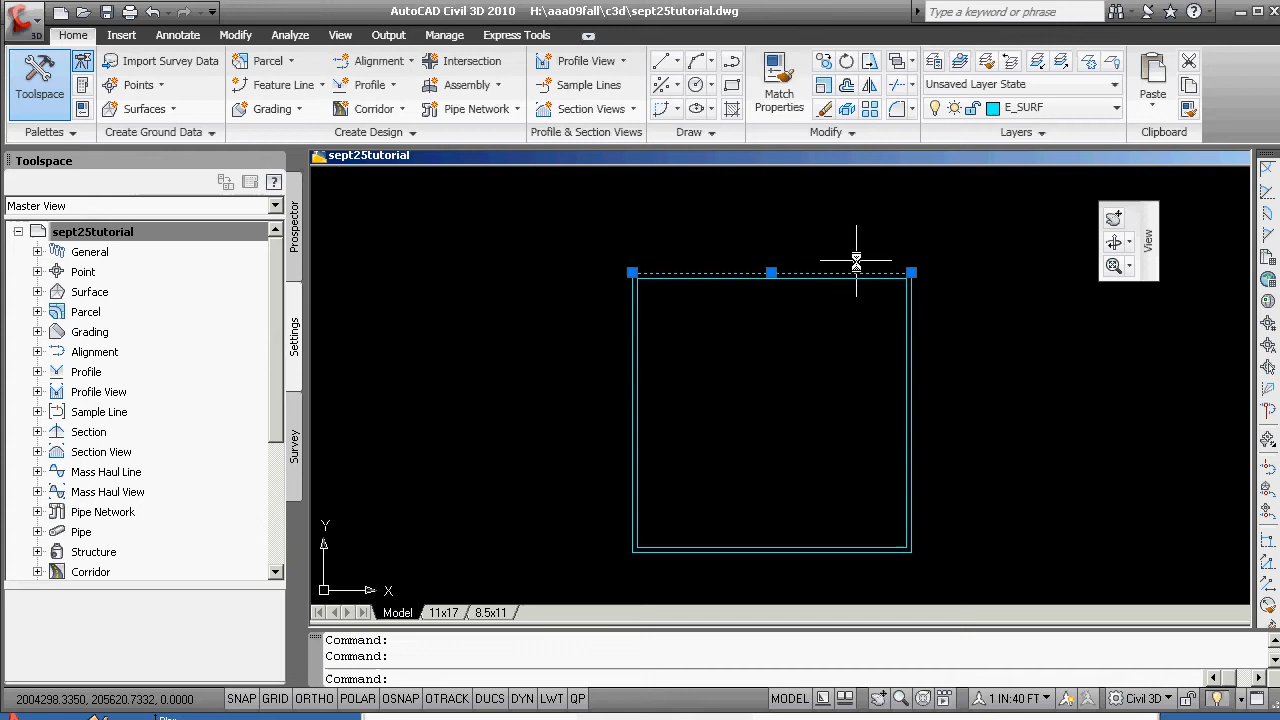 AutoCAD Civil 3D 2010 H:\aaa09fall\c3d\sept25tutorial.dwg
Type a keyword or phrase
3D
Home Insert Annotate Modify Analyze View Output Manage Express Tools
Toolspace
Import Survey Data
Points
Surfaces
Parcel
Feature Line
Grading
Alignment
Profile
Corridor
Intersection
Assembly
Pipe Network
Profile View
Sample Lines
Section Views
Match Properties
Unsaved Layer State
E_SURF
Paste
Palettes Create Ground Data Create Design Profile & Section Views Draw Modify Layers Clipboard
Toolspace
Master View
sept25tutorial
General
Point
Surface
Parcel
Grading
Alignment
Profile
Profile View
Sample Line
Section
Section View
Mass Haul Line
Mass Haul View
Pipe Network
Pipe
Structure
Corridor
Prospector
Settings
Survey
sept25tutorial
View
Y
X
Model 11x17 8.5x11
Command:
Command:
Command:
2004298.3350, 205620.7332, 0.0000 SNAP GRID ORTHO POLAR OSNAP OTRACK DUCS DYN LWT QP MODEL 1 IN:40 FT Civil 3D